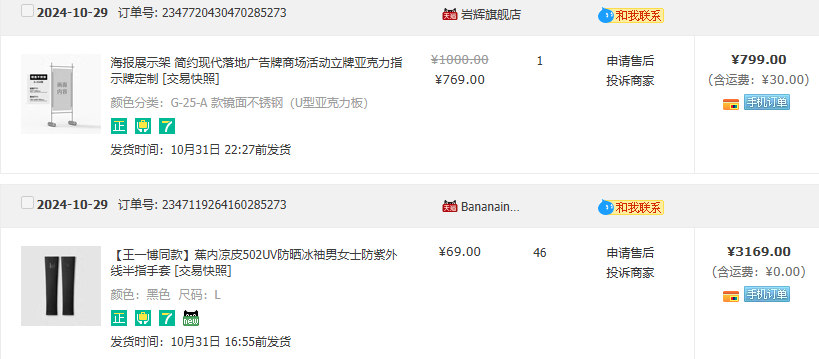 2024-10-29 订单号: 2347720430470285273 天猫 岩辉旗舰店 和我联系
海报展示架 简约现代落地广告牌商场活动立牌亚克力指
示牌定制 [交易快照]
颜色分类：G-25-A 款镜面不锈钢（U型亚克力板）
正 7
发货时间：10月31日 22:27前发货
¥1000.00
¥769.00
1
申请售后
投诉商家
¥799.00
(含运费：¥30.00)
手机订单
2024-10-29 订单号: 2347119264160285273 天猫 Bananain... 和我联系
【王一博同款】蕉内凉皮502UV防晒冰袖男女士防紫外
线半指手套 [交易快照]
颜色：黑色 尺码：L
正 7 new
发货时间：10月31日 16:55前发货
¥69.00
46
申请售后
投诉商家
¥3169.00
(含运费：¥0.00)
手机订单